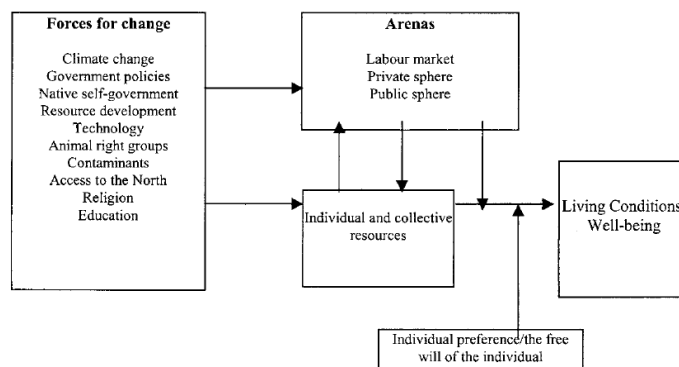 Forces for change
Climate change
Government policies
Native self-government
Resource development
Technology
Animal right groups
Contaminants
Access to the North
Religion
Education
Arenas
Labour market
Private sphere
Public sphere
Individual and collective
resources
Living Conditions
Well-being
Individual preference/the free
will of the individual